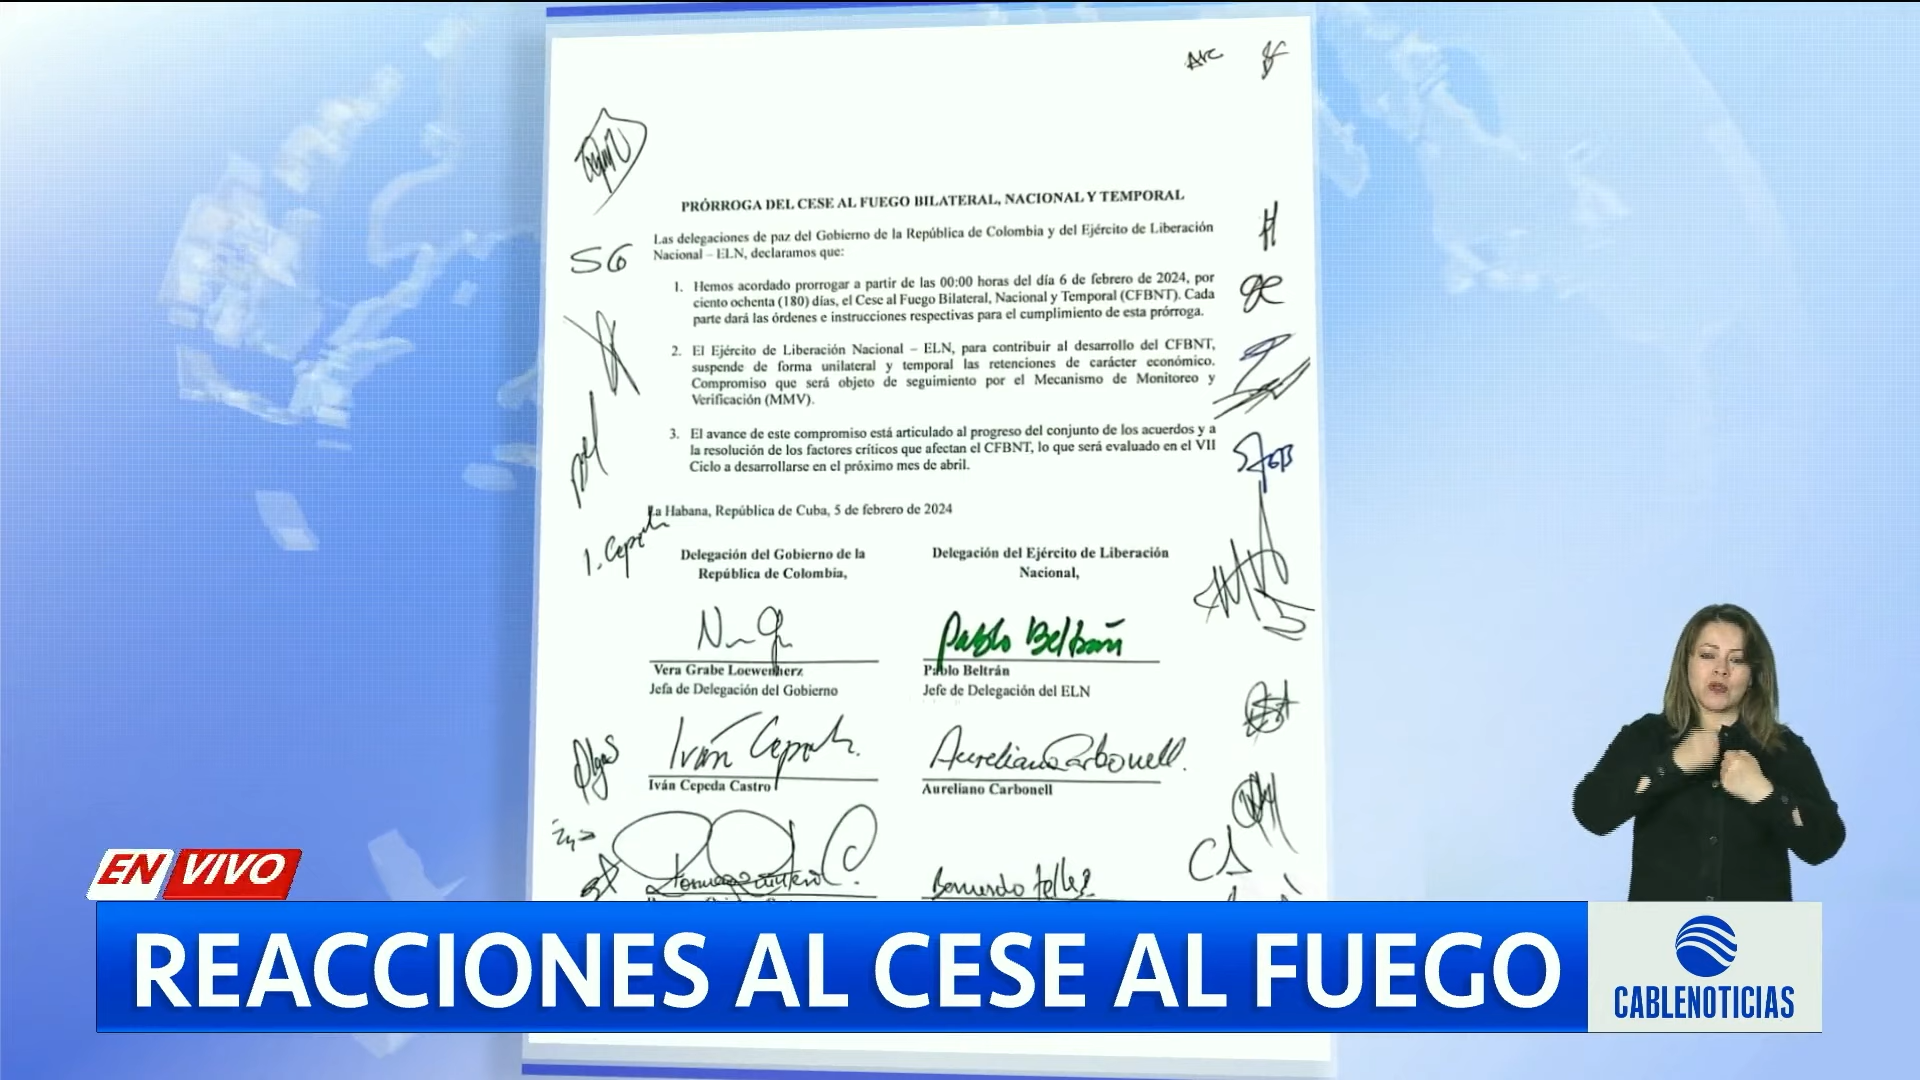 Arc
SG
PRÓRROGA DEL CESE AL FUEGO BILATERAL, NACIONAL Y TEMPORAL
Las delegaciones de paz del Gobierno de la República de Colombia y del Ejército de Liberación
Nacional – ELN, declaramos que:
1. Hemos acordado prorrogar a partir de las 00:00 horas del día 6 de febrero de 2024, por
ciento ochenta (180) días, el Cese al Fuego Bilateral, Nacional y Temporal (CFBNT). Cada
parte dará las órdenes e instrucciones respectivas para el cumplimiento de esta prórroga.
2. El Ejército de Liberación Nacional – ELN, para contribuir al desarrollo del CFBNT,
suspende de forma unilateral y temporal las retenciones de carácter económico.
Compromiso que será objeto de seguimiento por el Mecanismo de Monitoreo y
Verificación (MMV).
3. El avance de este compromiso está articulado al progreso del conjunto de los acuerdos y a
la resolución de los factores críticos que afectan el CFBNT, lo que será evaluado en el VII
Ciclo a desarrollarse en el próximo mes de abril.
La Habana, República de Cuba, 5 de febrero de 2024
I. Cepeda
Delegación del Gobierno de la
República de Colombia,
Delegación del Ejército de Liberación
Nacional,
Pablo Beltrán
Vera Grabe Loewenherz
Jefa de Delegación del Gobierno
Pablo Beltrán
Jefe de Delegación del ELN
Iván Cepeda
Aureliano Carbonell.
Iván Cepeda Castro
Aureliano Carbonell
Bernardo Téllez
EN VIVO
REACCIONES AL CESE AL FUEGO
CABLENOTICIAS